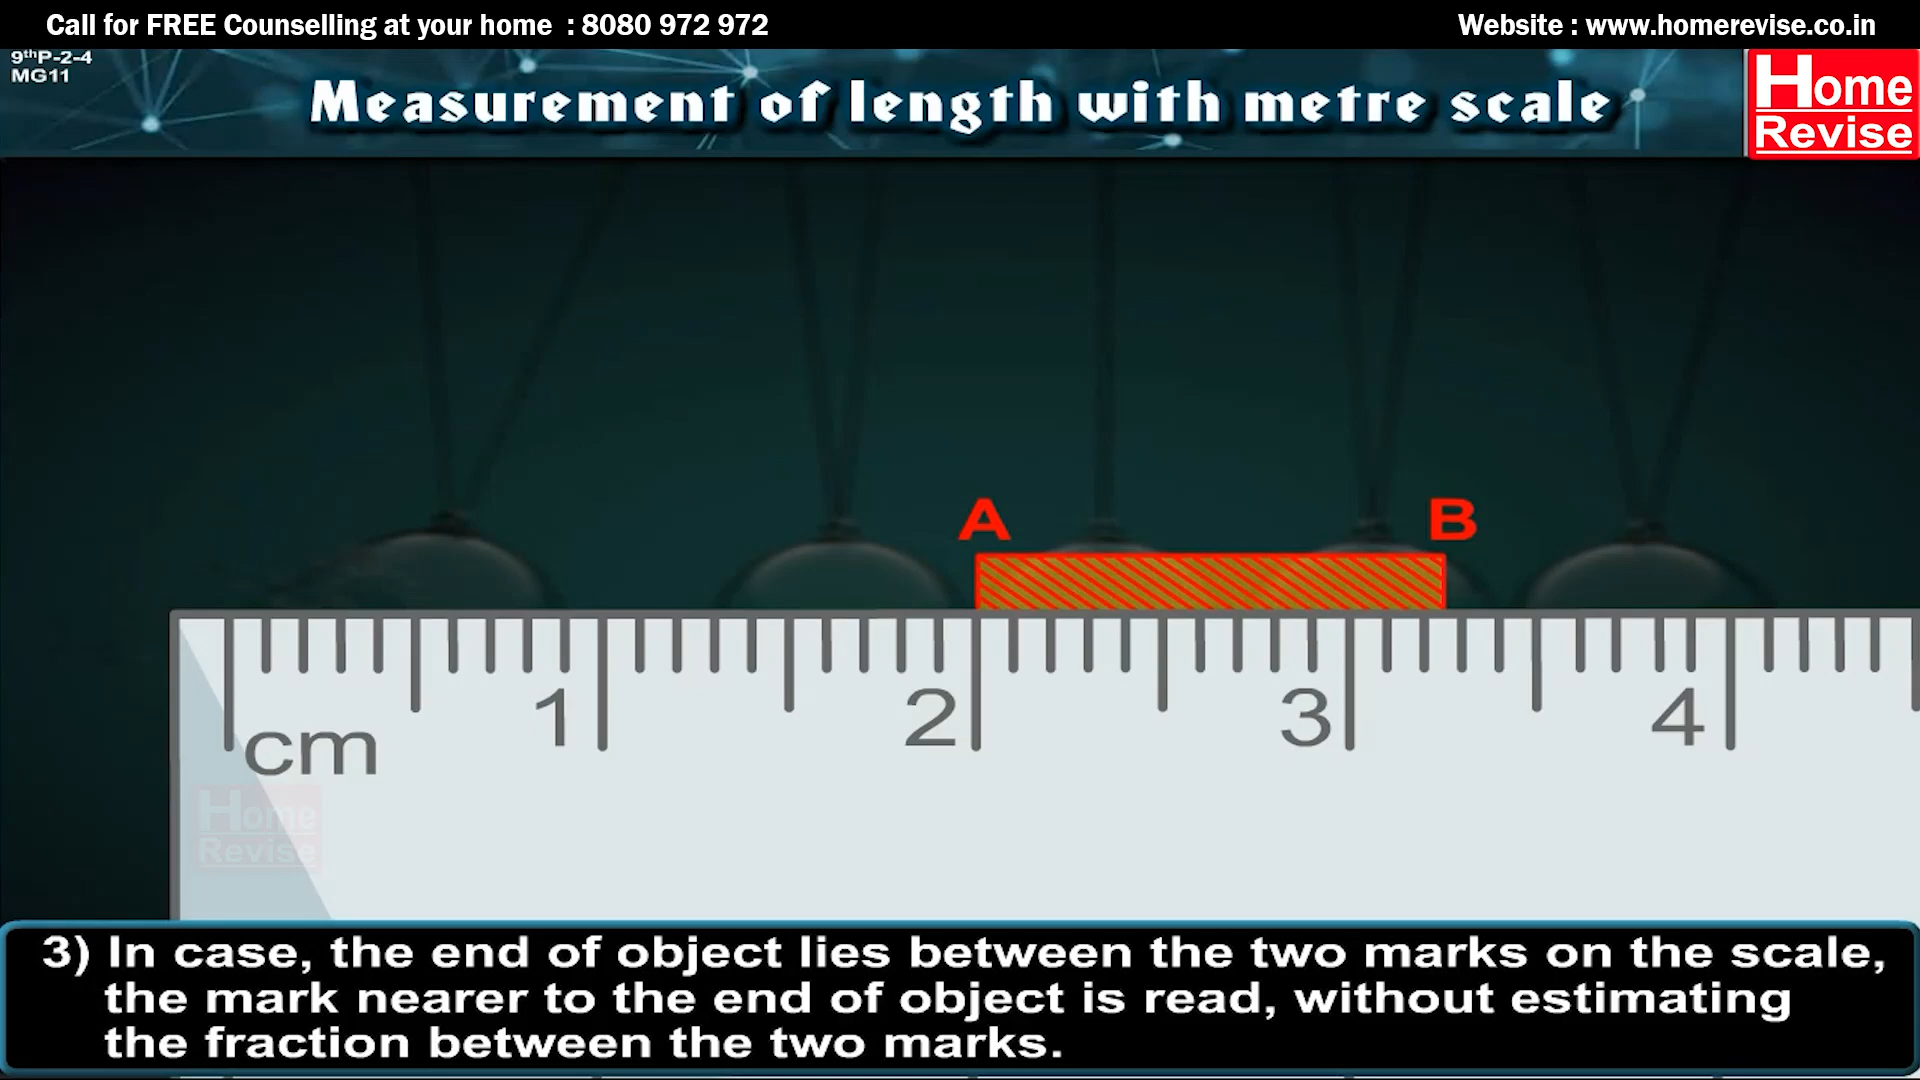 Call for FREE Counselling at your home : 8080 972 972
Website : www.homerevise.co.in
9thP-2-4
MG11
Measurement of length with metre scale
Home
Revise
A
B
1
2
3
4
cm
Home
Revise
3) In case, the end of object lies between the two marks on the scale,
the mark nearer to the end of object is read, without estimating
the fraction between the two marks.